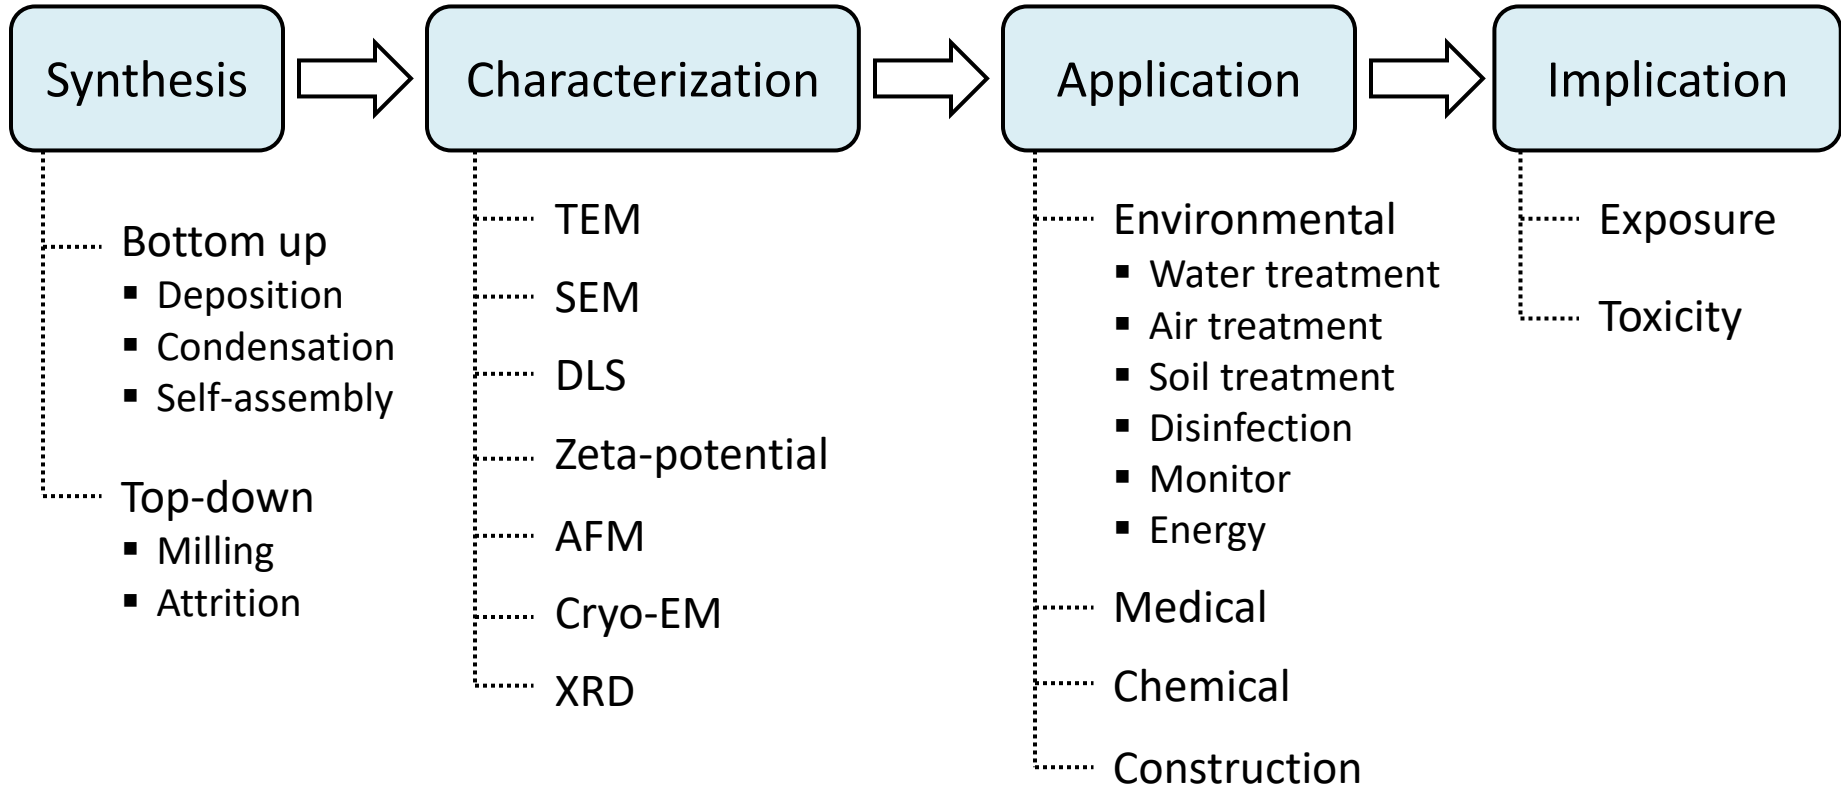 Synthesis
Bottom up
▪ Deposition
▪ Condensation
▪ Self-assembly
Top-down
▪ Milling
▪ Attrition
Characterization
TEM
SEM
DLS
Zeta-potential
AFM
Cryo-EM
XRD
Application
Environmental
▪ Water treatment
▪ Air treatment
▪ Soil treatment
▪ Disinfection
▪ Monitor
▪ Energy
Medical
Chemical
Construction
Implication
Exposure
Toxicity